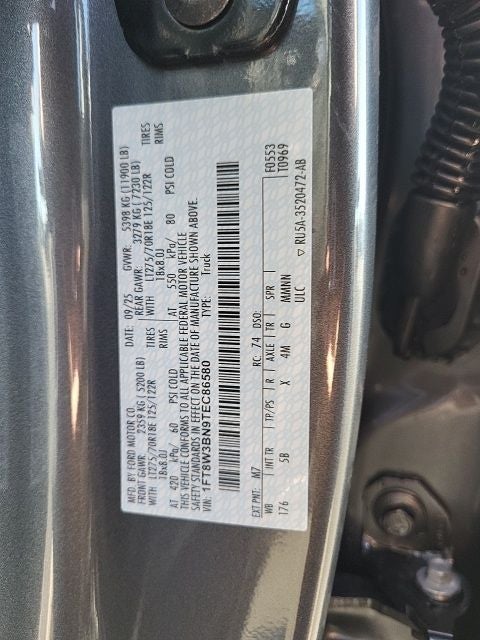 MFD. BY FORD MOTOR CO.
DATE: 09/25 GVWR: 5398 KG (11900 LB)
FRONT GAWR: 2359 KG (5200 LB) REAR GAWR: 3279 KG (7230 LB)
WITH LT275/70R18E 125/122R TIRES WITH LT275/70R18E 125/122R TIRES
18x8.0J RIMS 18x8.0J RIMS
AT 420 kPa/ 60 PSI COLD AT 550 kPa/ 80 PSI COLD
THIS VEHICLE CONFORMS TO ALL APPLICABLE FEDERAL MOTOR VEHICLE
SAFETY STANDARDS IN EFFECT ON THE DATE OF MANUFACTURE SHOWN ABOVE.
VIN: 1FT8W3BN9TEC86580 TYPE: Truck
F0553
T0969
EXT PNT: M7 RC: 74 DSO:
WB INT TR TP/PS R AXLE TR SPR
176 5B X 4M G MMNN
ULC ▽ RU5A-3520472-AB